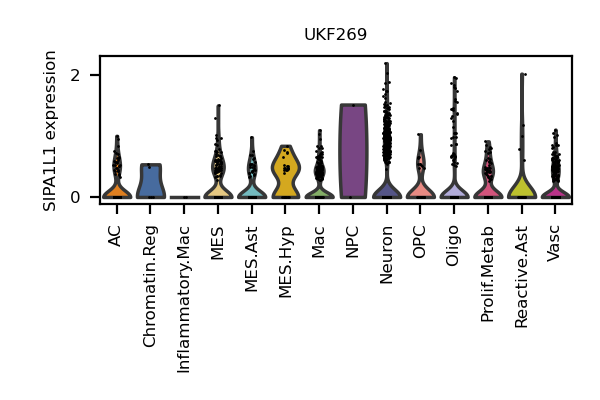 UKF269
SIPA1L1 expression
2
0
AC
Chromatin.Reg
Inflammatory.Mac
MES
MES.Ast
MES.Hyp
Mac
NPC
Neuron
OPC
Oligo
Prolif.Metab
Reactive.Ast
Vasc